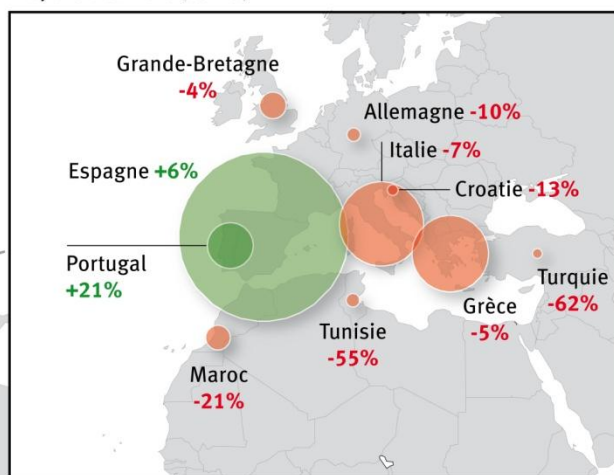 Grande-Bretagne
-4%
Allemagne -10%
Italie -7%
Espagne +6%
Croatie -13%
Portugal
+21%
Turquie
-62%
Grèce
-5%
Tunisie
-55%
Maroc
-21%